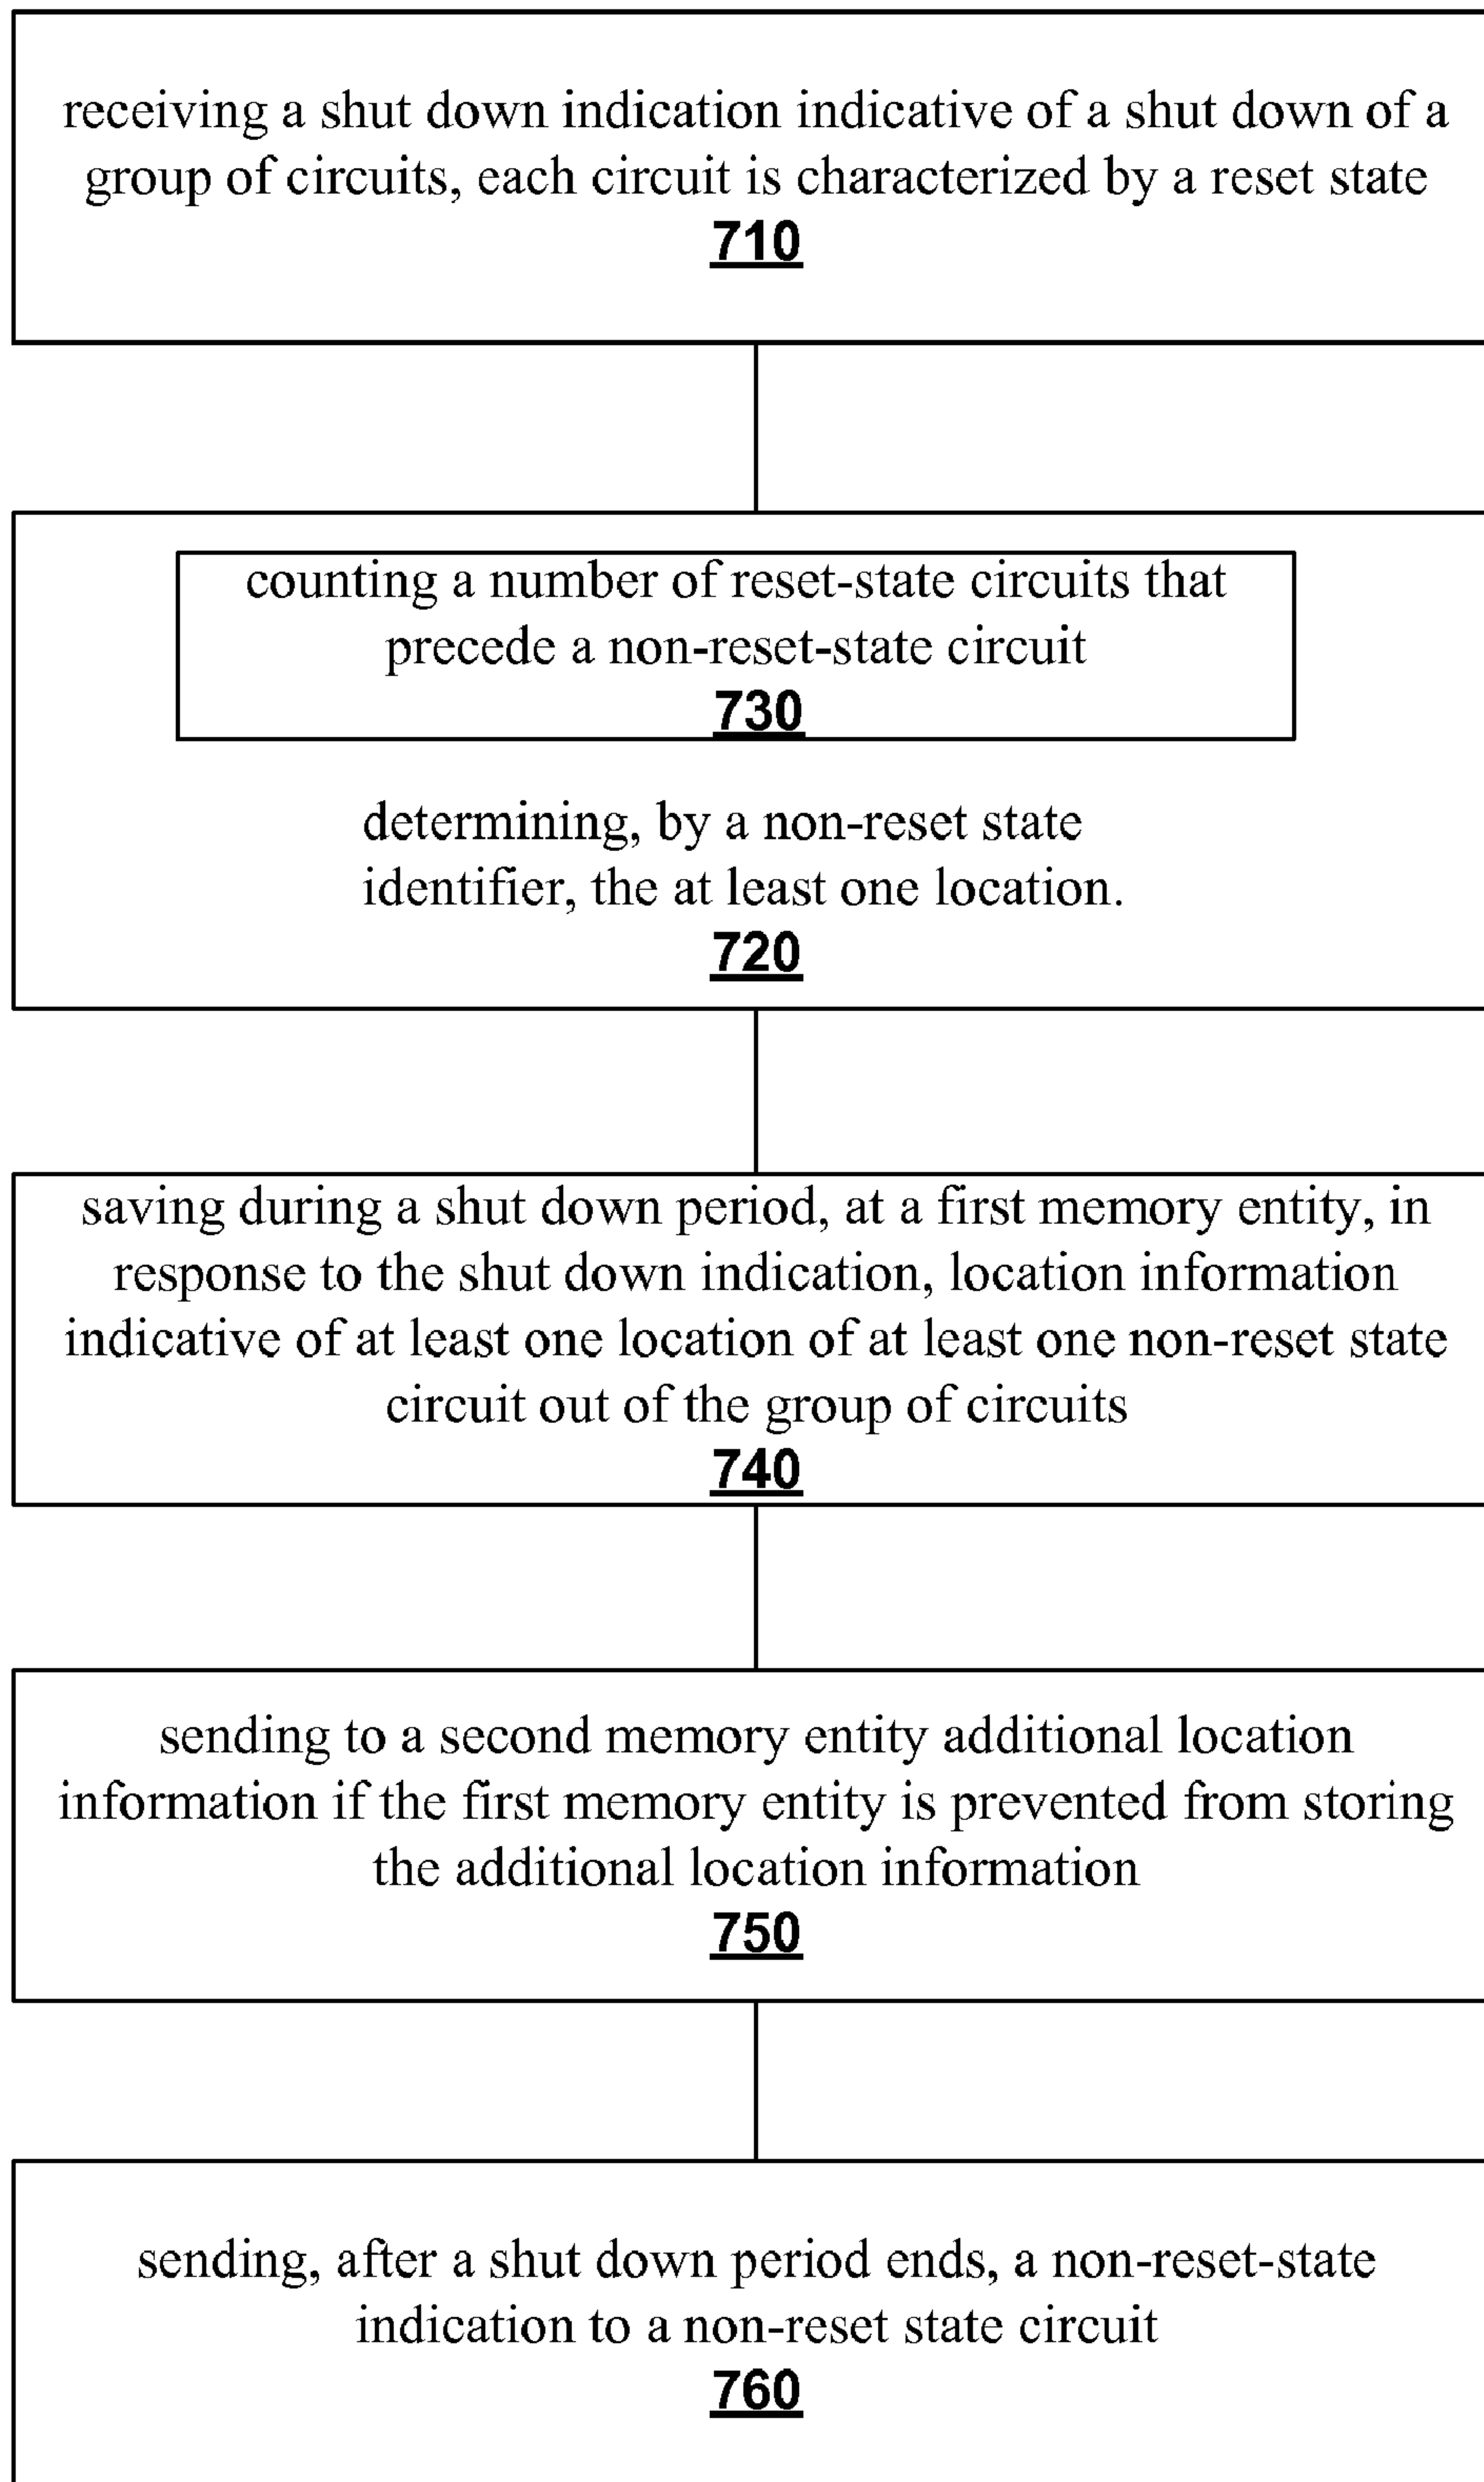 receiving a shut down indication indicative of a shut down of a
group of circuits, each circuit is characterized by a reset state
710
counting a number of reset-state circuits that
precede a non-reset-state circuit
730
determining, by a non-reset state
identifier, the at least one location.
720
saving during a shut down period, at a first memory entity, in
response to the shut down indication, location information
indicative of at least one location of at least one non-reset state
circuit out of the group of circuits
740
sending to a second memory entity additional location
information if the first memory entity is prevented from storing
the additional location information
750
sending, after a shut down period ends, a non-reset-state
indication to a non-reset state circuit
760